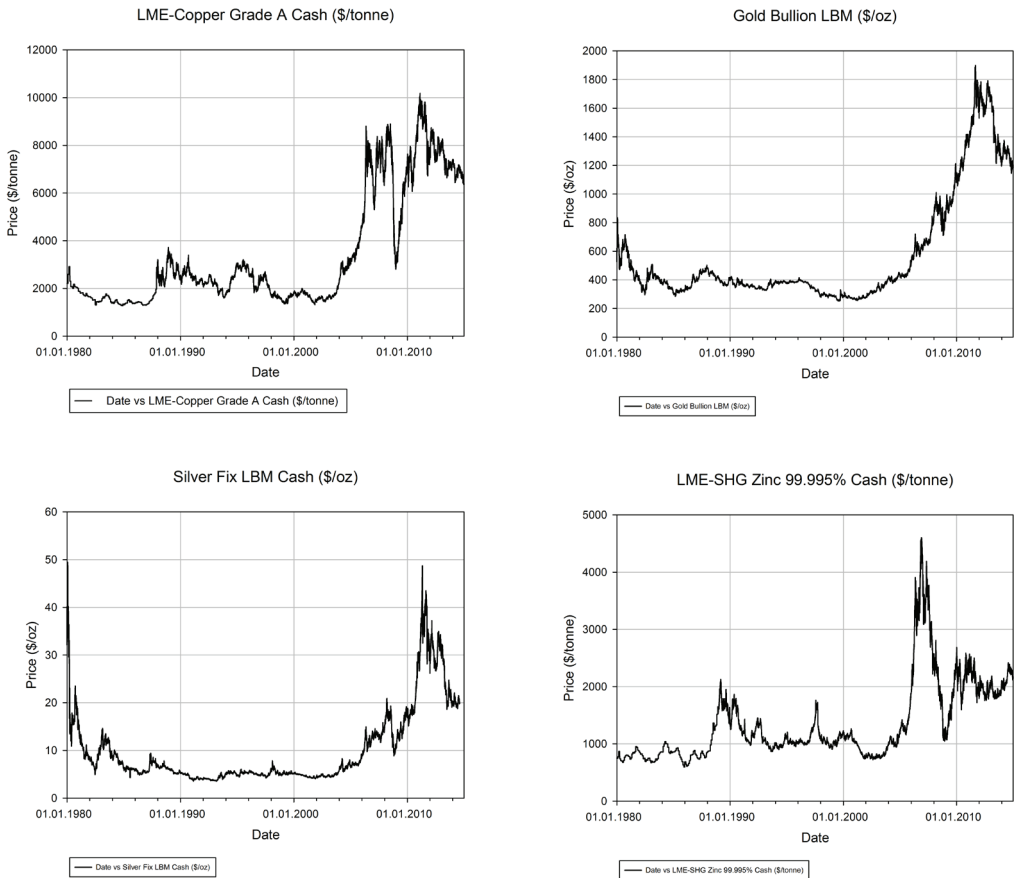 LME-Copper Grade A Cash ($/tonne)
12000
10000
8000
6000
4000
2000
0
Price ($/tonne)
01.01.1980 01.01.1990 01.01.2000 01.01.2010
Date
Date vs LME-Copper Grade A Cash ($/tonne)
Gold Bullion LBM ($/oz)
2000
1800
1600
1400
1200
1000
800
600
400
200
0
Price ($/oz)
01.01.1980 01.01.1990 01.01.2000 01.01.2010
Date
Date vs Gold Bullion LBM ($/oz)
Silver Fix LBM Cash ($/oz)
60
50
40
30
20
10
0
Price ($/oz)
01.01.1980 01.01.1990 01.01.2000 01.01.2010
Date
Date vs Silver Fix LBM Cash ($/oz)
LME-SHG Zinc 99.995% Cash ($/tonne)
5000
4000
3000
2000
1000
0
Price ($/tonne)
01.01.1980 01.01.1990 01.01.2000 01.01.2010
Date
Date vs LME-SHG Zinc 99.995% Cash ($/tonne)